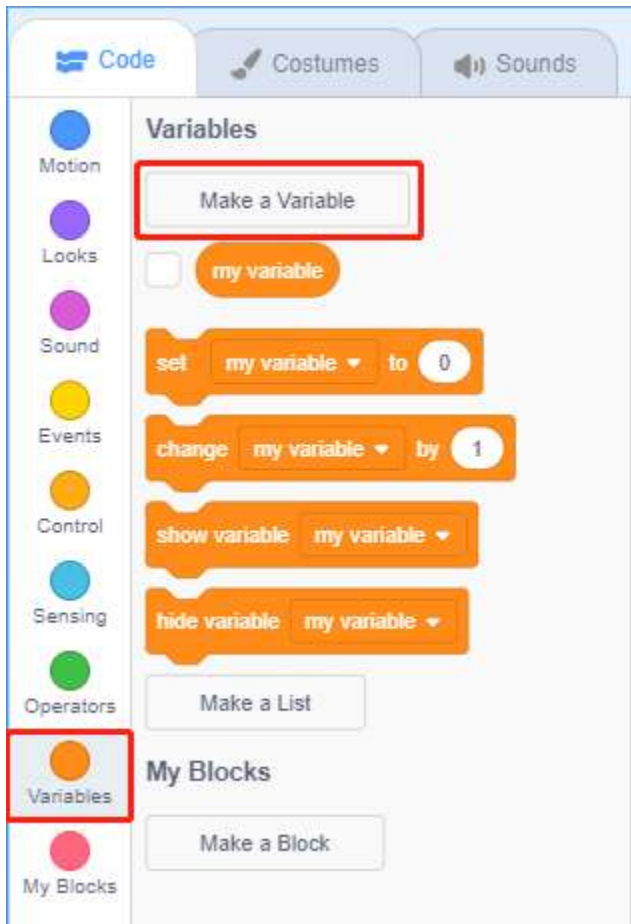 Code
Costumes
Sounds
Motion
Looks
Sound
Events
Control
Sensing
Operators
Variables
My Blocks
Variables
Make a Variable
my variable
set my variable to 0
change my variable by 1
show variable my variable
hide variable my variable
Make a List
My Blocks
Make a Block